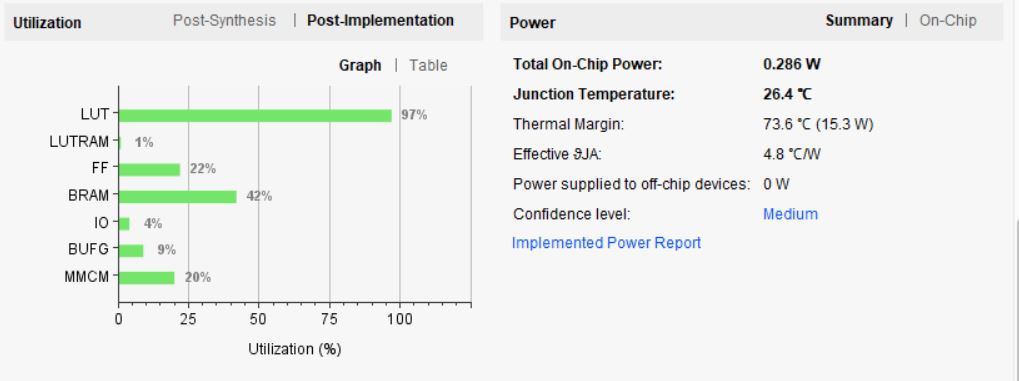 Utilization Post-Synthesis | Post-Implementation
Graph | Table
LUT 97%
LUTRAM 1%
FF 22%
BRAM 42%
IO 4%
BUFG 9%
MMCM 20%
0 25 50 75 100
Utilization (%)
Power Summary | On-Chip
Total On-Chip Power: 0.286 W
Junction Temperature: 26.4 °C
Thermal Margin: 73.6 °C (15.3 W)
Effective ϑJA: 4.8 °C/W
Power supplied to off-chip devices: 0 W
Confidence level: Medium
Implemented Power Report